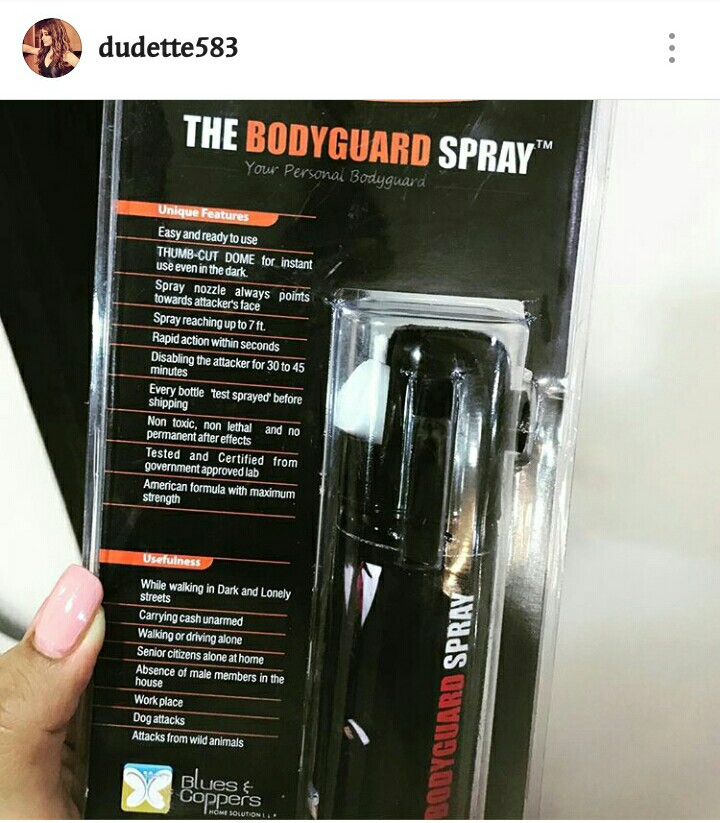 dudette583
THE BODYGUARD SPRAY™
Your Personal Bodyguard
Unique Features
Easy and ready to use
THUMB-CUT DOME for instant
use even in the dark.
Spray nozzle always points
towards attacker's face
Spray reaching up to 7 ft.
Rapid action within seconds
Disabling the attacker for 30 to 45
minutes
Every bottle 'test sprayed' before
shipping
Non toxic, non lethal and no
permanent after effects
Tested and Certified from
government approved lab
American formula with maximum
strength
Usefulness
While walking in Dark and Lonely
streets
Carrying cash unarmed
Walking or driving alone
Senior citizens alone at home
Absence of male members in the
house
Work place
Dog attacks
Attacks from wild animals
Blues &
Coppers
HOME SOLUTION
BODYGUARD SPRAY